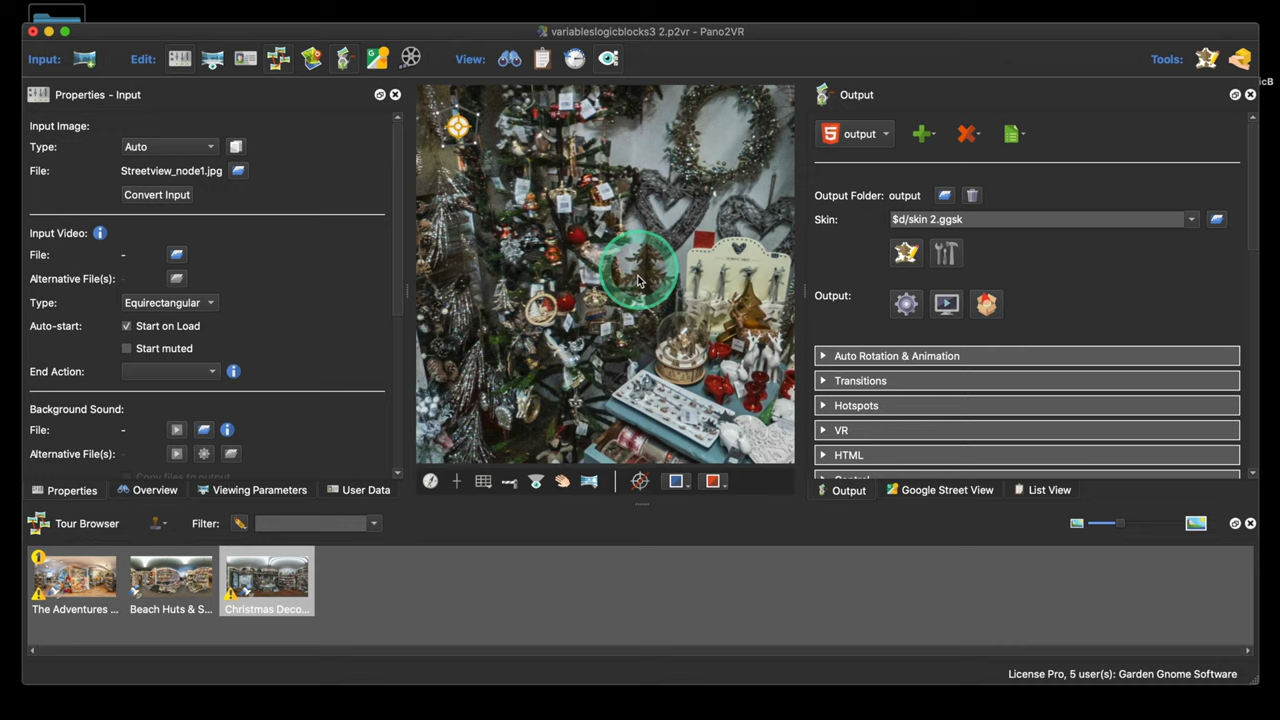 variableslogicblocks3 2.p2vr - Pano2VR
Input:
Edit:
View:
Tools:
Properties - Input
Input Image:
Type: Auto
File: Streetview_node1.jpg
Convert Input
Input Video:
File: -
Alternative File(s): -
Type: Equirectangular
Auto-start: Start on Load
Start muted
End Action:
Background Sound:
File: -
Alternative File(s): -
Properties
Overview
Viewing Parameters
User Data
Output
5 output
Output Folder: output
Skin: $d/skin 2.ggsk
Output:
Auto Rotation & Animation
Transitions
Hotspots
VR
HTML
Output
Google Street View
List View
Tour Browser
Filter:
1
The Adventures ...
Beach Huts & S...
Christmas Deco...
License Pro, 5 user(s): Garden Gnome Software